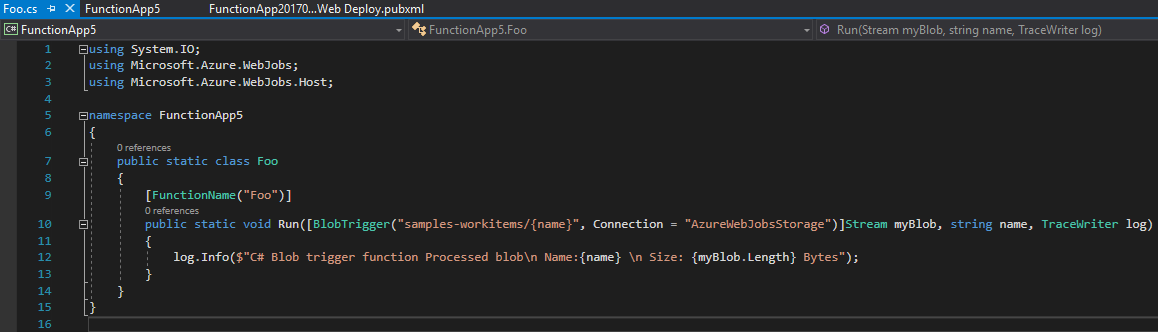 Foo.cs FunctionApp5 FunctionApp20170...Web Deploy.pubxml
C# FunctionApp5 FunctionApp5.Foo Run(Stream myBlob, string name, TraceWriter log)
1 using System.IO;
2 using Microsoft.Azure.WebJobs;
3 using Microsoft.Azure.WebJobs.Host;
4
5 namespace FunctionApp5
6 {
0 references
7 public static class Foo
8 {
9 [FunctionName("Foo")]
0 references
10 public static void Run([BlobTrigger("samples-workitems/{name}", Connection = "AzureWebJobsStorage")]Stream myBlob, string name, TraceWriter log)
11 {
12 log.Info($"C# Blob trigger function Processed blob\n Name:{name} \n Size: {myBlob.Length} Bytes");
13 }
14 }
15 }
16